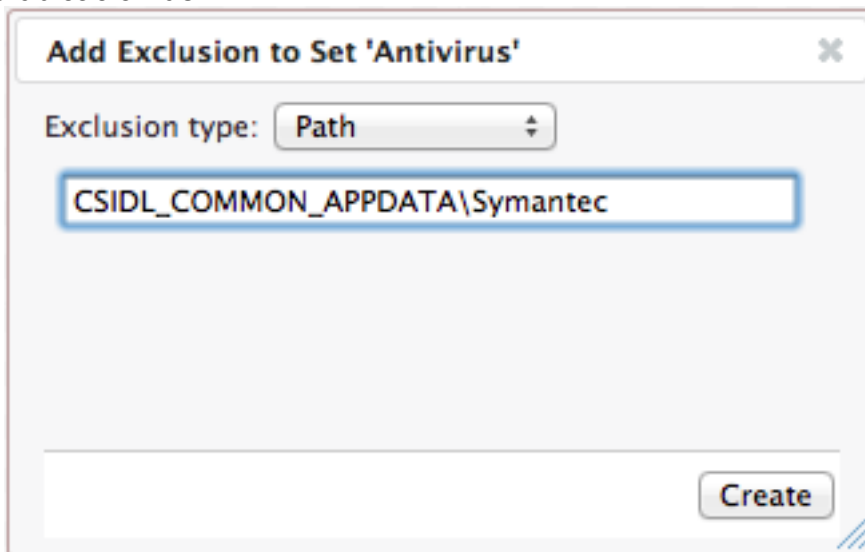 Add Exclusion to Set 'Antivirus'
Exclusion type: Path
CSIDL_COMMON_APPDATA\Symantec
Create